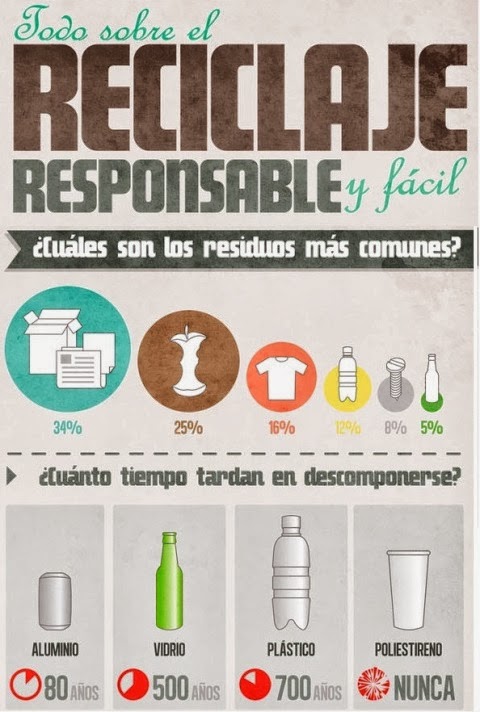 Todo sobre el
RECICLAJE
RESPONSABLE y fácil
¿Cuáles son los residuos más comunes?
34% 25% 16% 12% 8% 5%
¿Cuánto tiempo tardan en descomponerse?
ALUMINIO VIDRIO PLÁSTICO POLIESTIRENO
80 AÑOS 500 AÑOS 700 AÑOS NUNCA